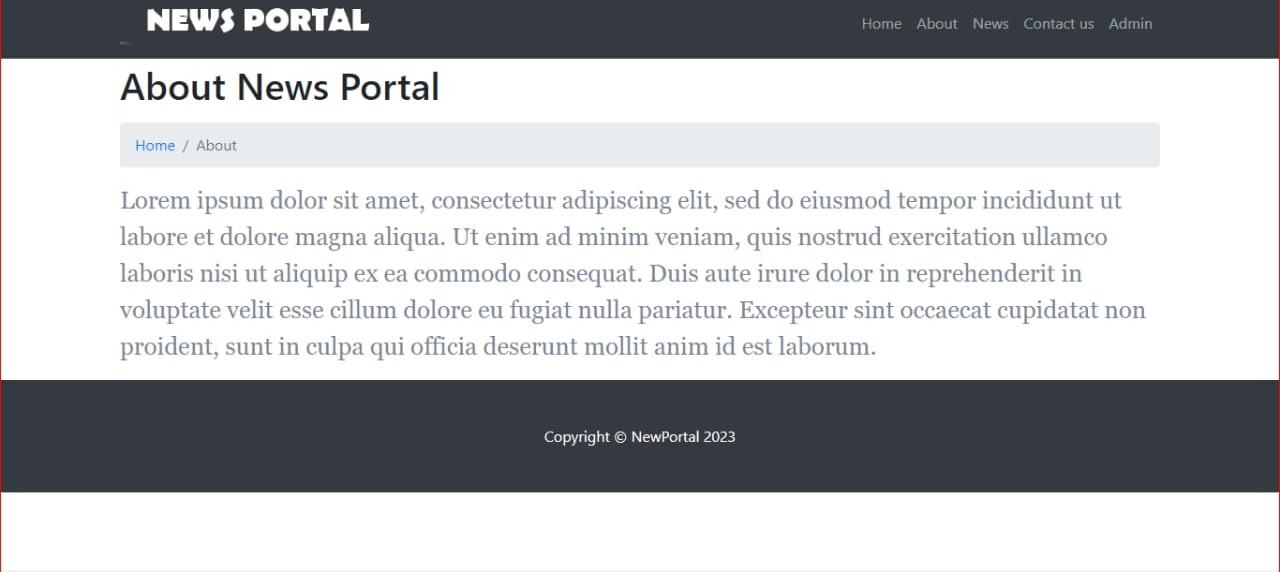 NEWS PORTAL
Home About News Contact us Admin
About News Portal
Home / About
Lorem ipsum dolor sit amet, consectetur adipiscing elit, sed do eiusmod tempor incididunt ut
labore et dolore magna aliqua. Ut enim ad minim veniam, quis nostrud exercitation ullamco
laboris nisi ut aliquip ex ea commodo consequat. Duis aute irure dolor in reprehenderit in
voluptate velit esse cillum dolore eu fugiat nulla pariatur. Excepteur sint occaecat cupidatat non
proident, sunt in culpa qui officia deserunt mollit anim id est laborum.
Copyright © NewPortal 2023